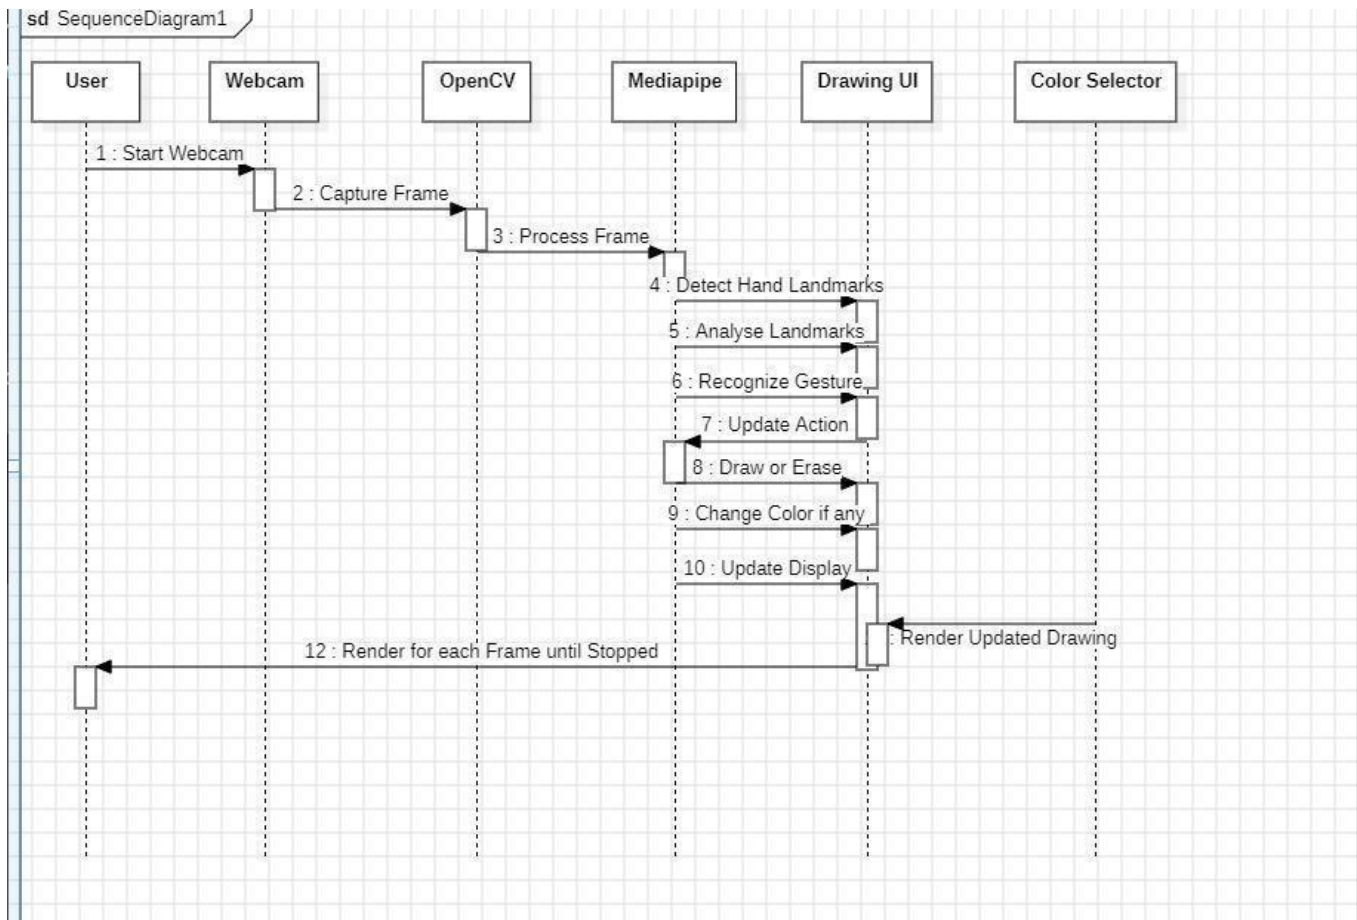 sd SequenceDiagram1
User
Webcam
OpenCV
Mediapipe
Drawing UI
Color Selector
1 : Start Webcam
2 : Capture Frame
3 : Process Frame
4 : Detect Hand Landmarks
5 : Analyse Landmarks
6 : Recognize Gesture
7 : Update Action
8 : Draw or Erase
9 : Change Color if any
10 : Update Display
: Render Updated Drawing
12 : Render for each Frame until Stopped